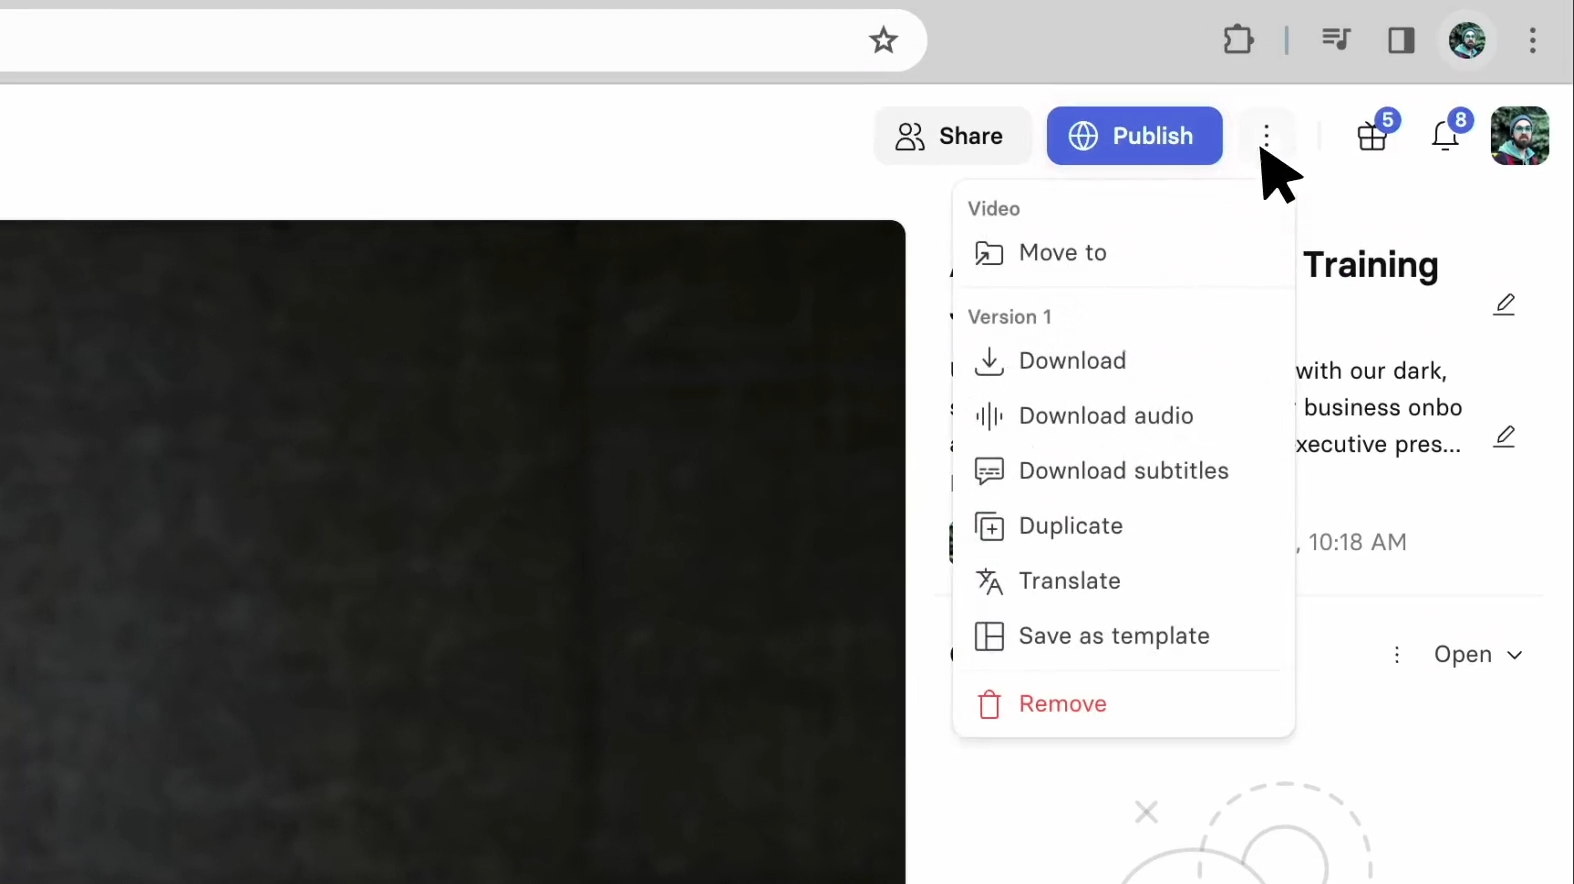 Share
Publish
5
8
Video
Move to
Training
Version 1
Download
with our dark,
Download audio
business onbo
xecutive pres...
Download subtitles
Duplicate
, 10:18 AM
Translate
Save as template
Open
Remove